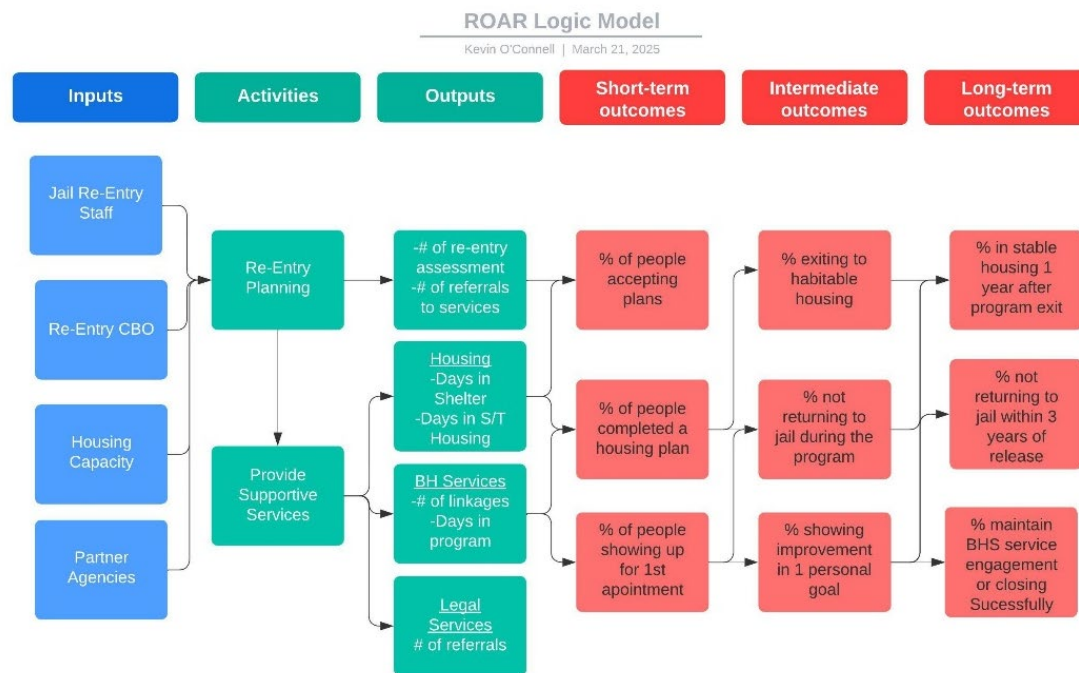 ROAR Logic Model
Kevin O'Connell | March 21, 2025
Inputs
Activities
Outputs
Short-term
outcomes
Intermediate
outcomes
Long-term
outcomes
Jail Re-Entry
Staff
Re-Entry CBO
Housing
Capacity
Partner
Agencies
Re-Entry
Planning
Provide
Supportive
Services
-# of re-entry
assessment
-# of referrals
to services
Housing
-Days in
Shelter
-Days in S/T
Housing
BH Services
-# of linkages
-Days in
program
Legal
Services
# of referrals
% of people
accepting
plans
% of people
completed a
housing plan
% of people
showing up
for 1st
apointment
% exiting to
habitable
housing
% not
returning to
jail during the
program
% showing
improvement
in 1 personal
goal
% in stable
housing 1
year after
program exit
% not
returning to
jail within 3
years of
release
% maintain
BHS service
engagement
or closing
Sucessfully